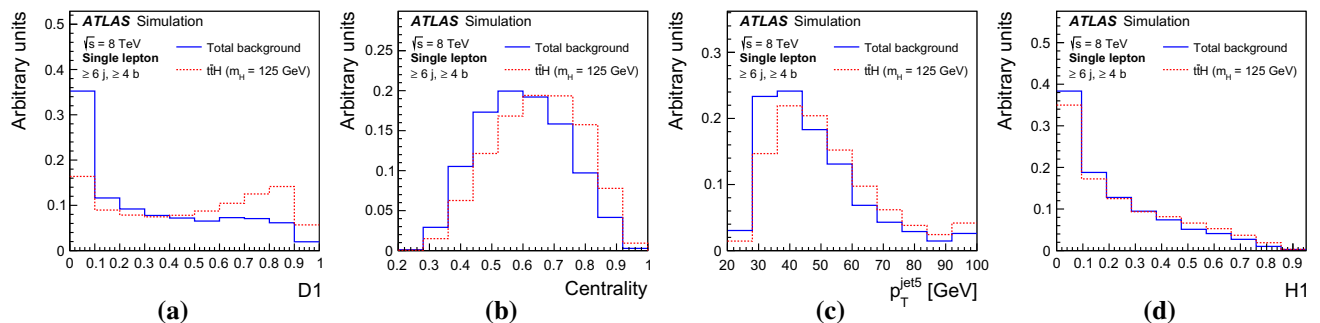 ATLAS Simulation
√s = 8 TeV
Single lepton
≥ 6 j, ≥ 4 b
Total background
tt̄H (m_H = 125 GeV)
Arbitrary units
0.5
0.4
0.3
0.2
0.1
0
0 0.1 0.2 0.3 0.4 0.5 0.6 0.7 0.8 0.9 1
D1
(a)
ATLAS Simulation
√s = 8 TeV
Single lepton
≥ 6 j, ≥ 4 b
Total background
tt̄H (m_H = 125 GeV)
Arbitrary units
0.25
0.2
0.15
0.1
0.05
0
0.2 0.3 0.4 0.5 0.6 0.7 0.8 0.9 1
Centrality
(b)
ATLAS Simulation
√s = 8 TeV
Single lepton
≥ 6 j, ≥ 4 b
Total background
tt̄H (m_H = 125 GeV)
Arbitrary units
0.3
0.2
0.1
0
20 30 40 50 60 70 80 90 100
p_T^jet5 [GeV]
(c)
ATLAS Simulation
√s = 8 TeV
Single lepton
≥ 6 j, ≥ 4 b
Total background
tt̄H (m_H = 125 GeV)
Arbitrary units
0.5
0.4
0.3
0.2
0.1
0
0 0.1 0.2 0.3 0.4 0.5 0.6 0.7 0.8 0.9
H1
(d)